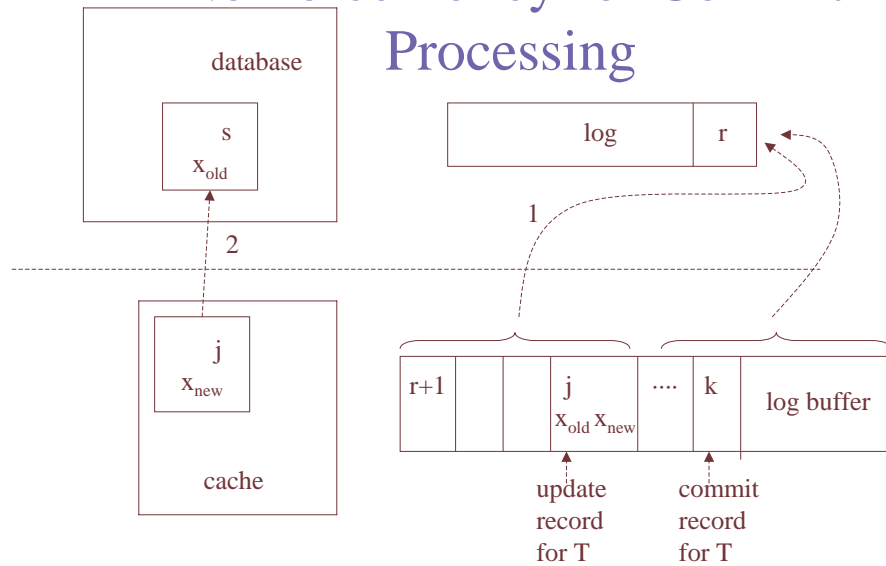 Processing
database
s
x_old
log r
1
2
j
x_new
cache
r+1 j .... k log buffer
x_old x_new
update
record
for T
commit
record
for T